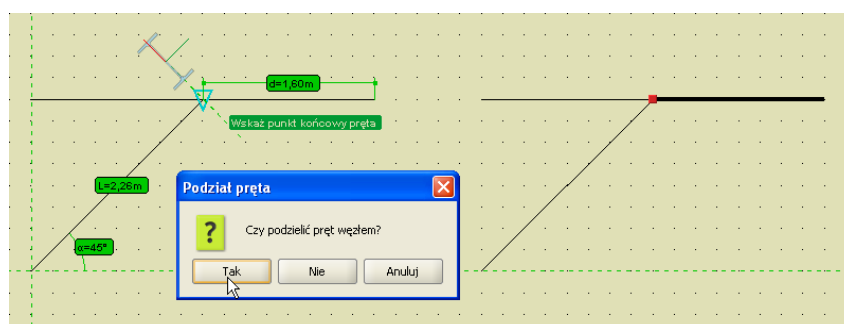 d=1,60m
Wskaż punkt końcowy pręta
L=2,26m
α=45°
Podział pręta
Czy podzielić pręt węzłem?
Tak Nie Anuluj